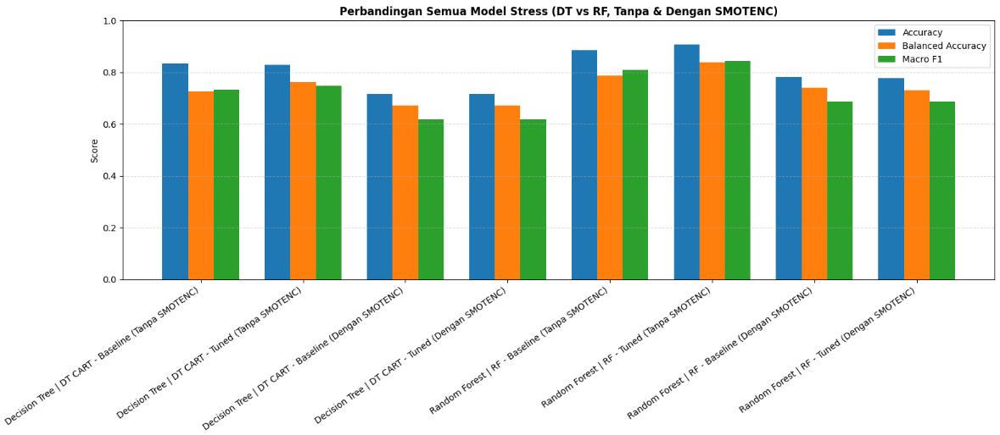 Perbandingan Semua Model Stress (DT vs RF, Tanpa & Dengan SMOTENC)
Accuracy
Balanced Accuracy
Macro F1
Score
1.0
0.8
0.6
0.4
0.2
0.0
Decision Tree | DT CART - Baseline (Tanpa SMOTENC)
Decision Tree | DT CART - Tuned (Tanpa SMOTENC)
Decision Tree | DT CART - Baseline (Dengan SMOTENC)
Decision Tree | DT CART - Tuned (Dengan SMOTENC)
Random Forest | RF - Baseline (Tanpa SMOTENC)
Random Forest | RF - Tuned (Tanpa SMOTENC)
Random Forest | RF - Baseline (Dengan SMOTENC)
Random Forest | RF - Tuned (Dengan SMOTENC)